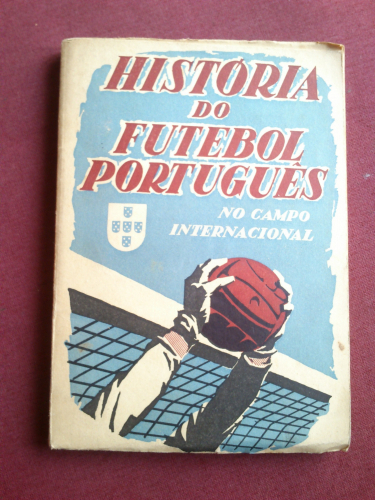 HISTÓRIA
DO
FUTEBOL
PORTUGUÊS
NO CAMPO
INTERNACIONAL